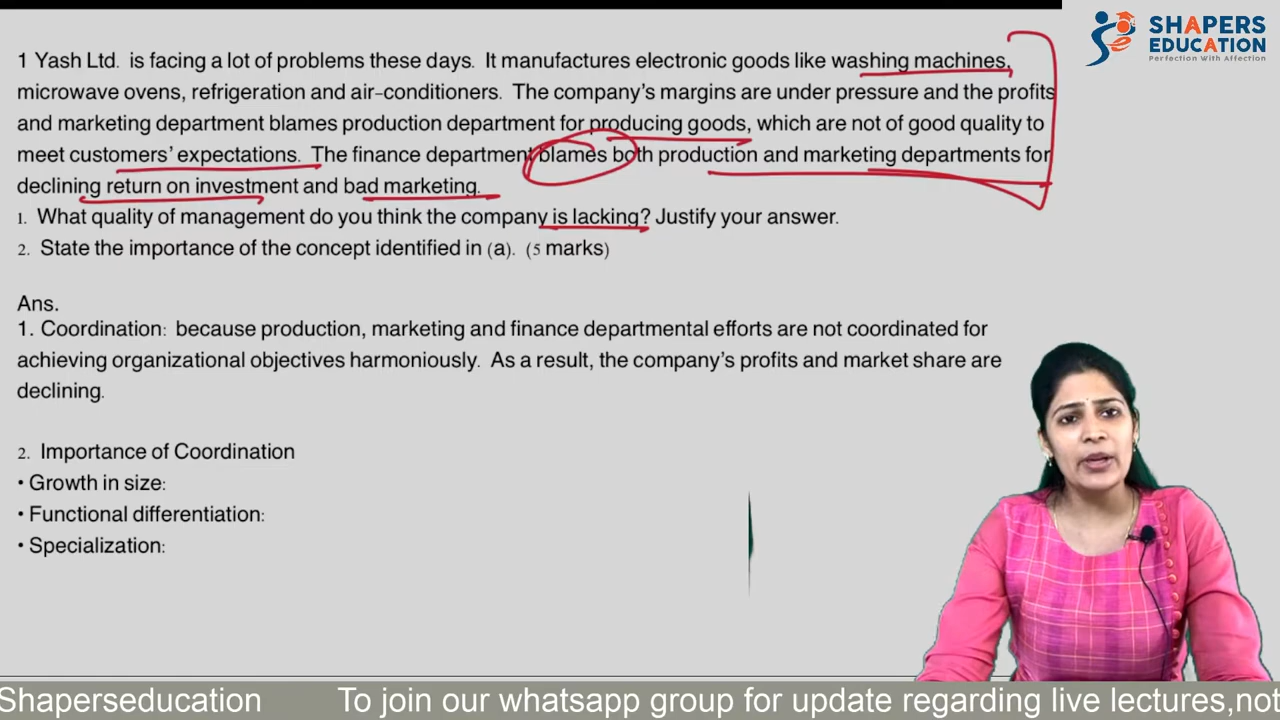 SHAPERS
EDUCATION
Perfection With Affection
1 Yash Ltd. is facing a lot of problems these days. It manufactures electronic goods like washing machines,
microwave ovens, refrigeration and air-conditioners. The company's margins are under pressure and the profits
and marketing department blames production department for producing goods, which are not of good quality to
meet customers' expectations. The finance department blames both production and marketing departments for
declining return on investment and bad marketing.
1. What quality of management do you think the company is lacking? Justify your answer.
2. State the importance of the concept identified in (a). (5 marks)
Ans.
1. Coordination: because production, marketing and finance departmental efforts are not coordinated for
achieving organizational objectives harmoniously. As a result, the company's profits and market share are
declining.
2. Importance of Coordination
• Growth in size:
• Functional differentiation:
• Specialization:
Shaperseducation To join our whatsapp group for update regarding live lectures,not